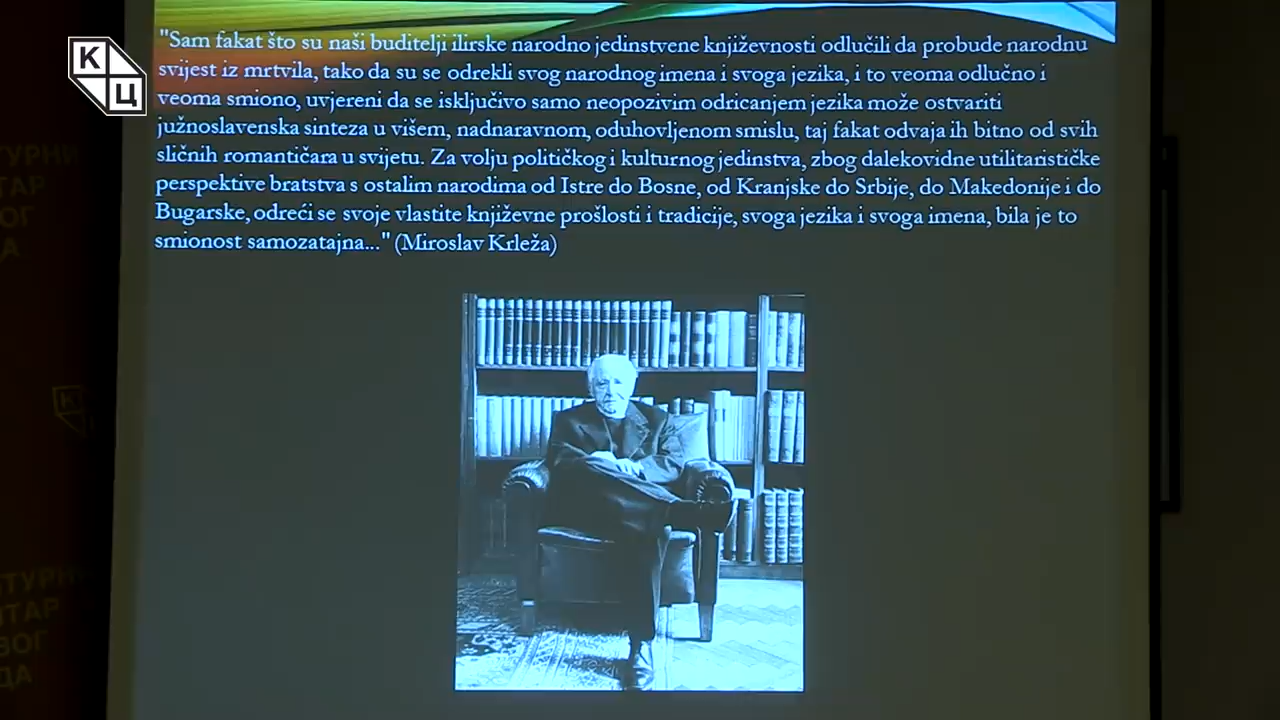 К
Ц
"Sam fakat što su naši buditelji ilirske narodno jedinstvene književnosti odlučili da probude narodnu
svijest iz mrtvila, tako da su se odrekli svog narodnog imena i svoga jezika, i to veoma odlučno i
veoma smiono, uvjereni da se isključivo samo neopozivim odricanjem jezika može ostvariti
južnoslavenska sinteza u višem, nadnaravnom, oduhovljenom smislu, taj fakat odvaja ih bitno od svih
sličnih romantičara u svijetu. Za volju političkog i kulturnog jedinstva, zbog dalekovidne utilitarističke
perspektive bratstva s ostalim narodima od Istre do Bosne, od Kranjske do Srbije, do Makedonije i do
Bugarske, odreći se svoje vlastite književne prošlosti i tradicije, svoga jezika i svoga imena, bila je to
smionost samozatajna..." (Miroslav Krleža)